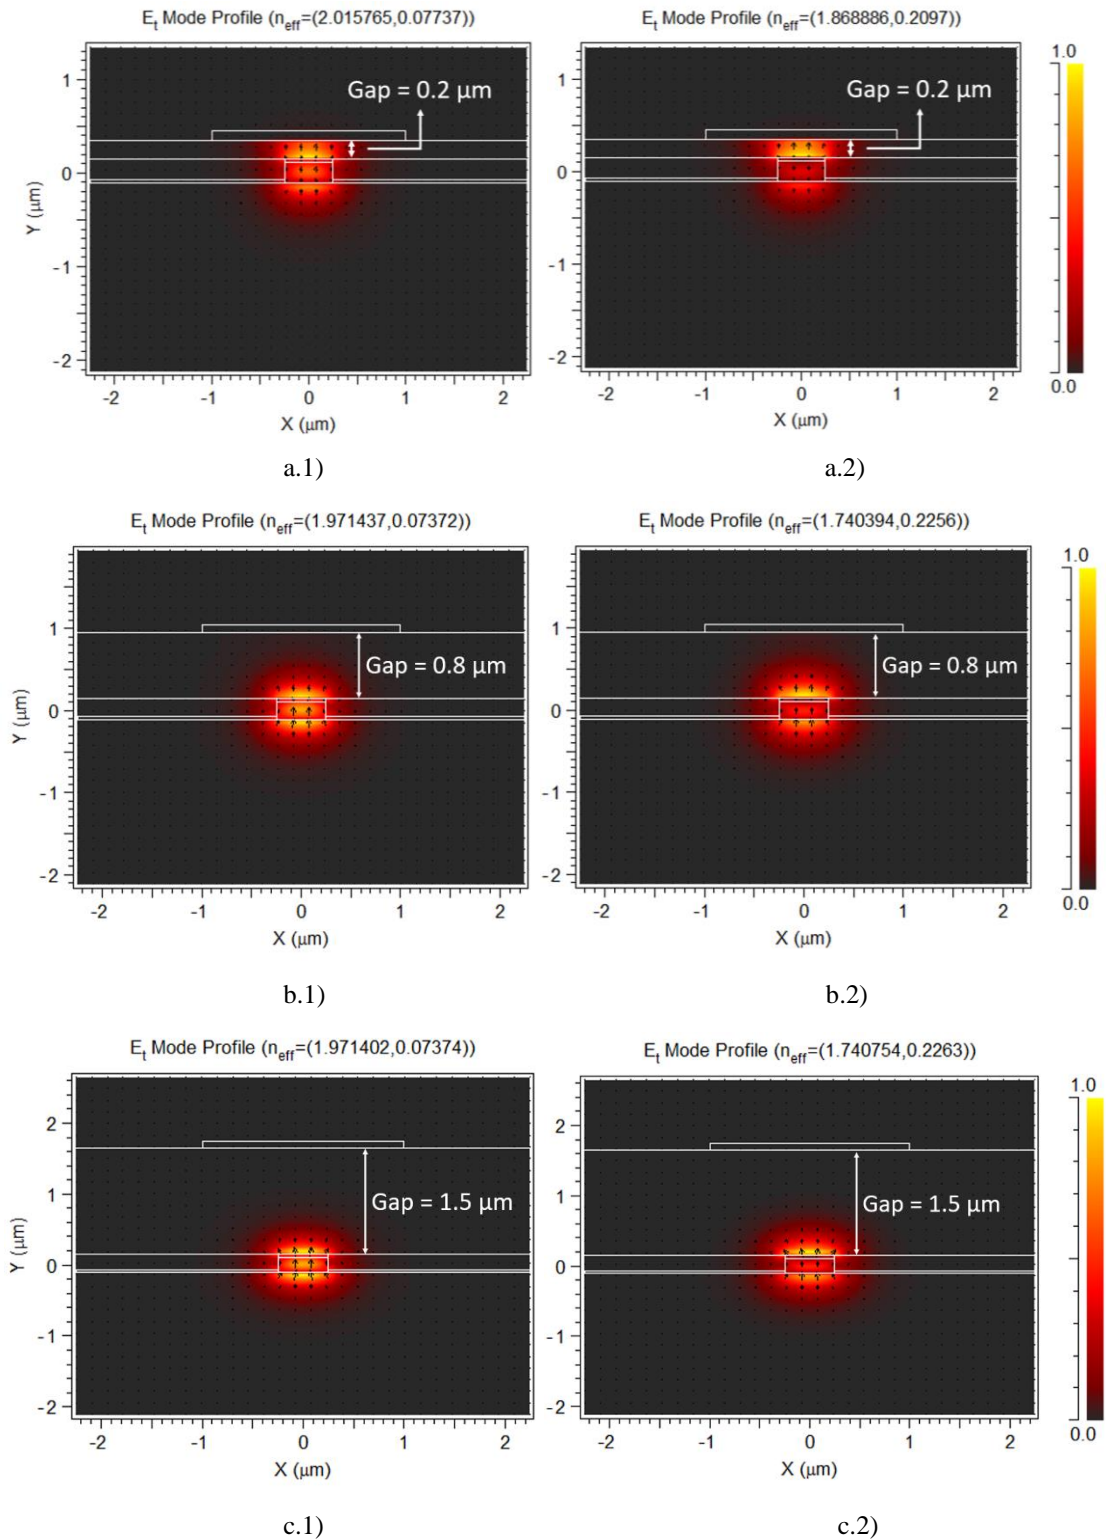 Et Mode Profile (neff=(2.015765,0.07737))
Et Mode Profile (neff=(1.868886,0.2097))
Gap = 0.2 μm
Gap = 0.2 μm
1.0
0.0
1
0
-1
-2
Y (μm)
-2 -1 0 1 2
X (μm)
1
0
-1
-2
-2 -1 0 1 2
X (μm)
a.1)
a.2)
Et Mode Profile (neff=(1.971437,0.07372))
Et Mode Profile (neff=(1.740394,0.2256))
Gap = 0.8 μm
Gap = 0.8 μm
1.0
0.0
1
0
-1
-2
Y (μm)
-2 -1 0 1 2
X (μm)
1
0
-1
-2
-2 -1 0 1 2
X (μm)
b.1)
b.2)
Et Mode Profile (neff=(1.971402,0.07374))
Et Mode Profile (neff=(1.740754,0.2263))
Gap = 1.5 μm
Gap = 1.5 μm
1.0
0.0
2
1
0
-1
-2
Y (μm)
-2 -1 0 1 2
X (μm)
2
1
0
-1
-2
-2 -1 0 1 2
X (μm)
c.1)
c.2)